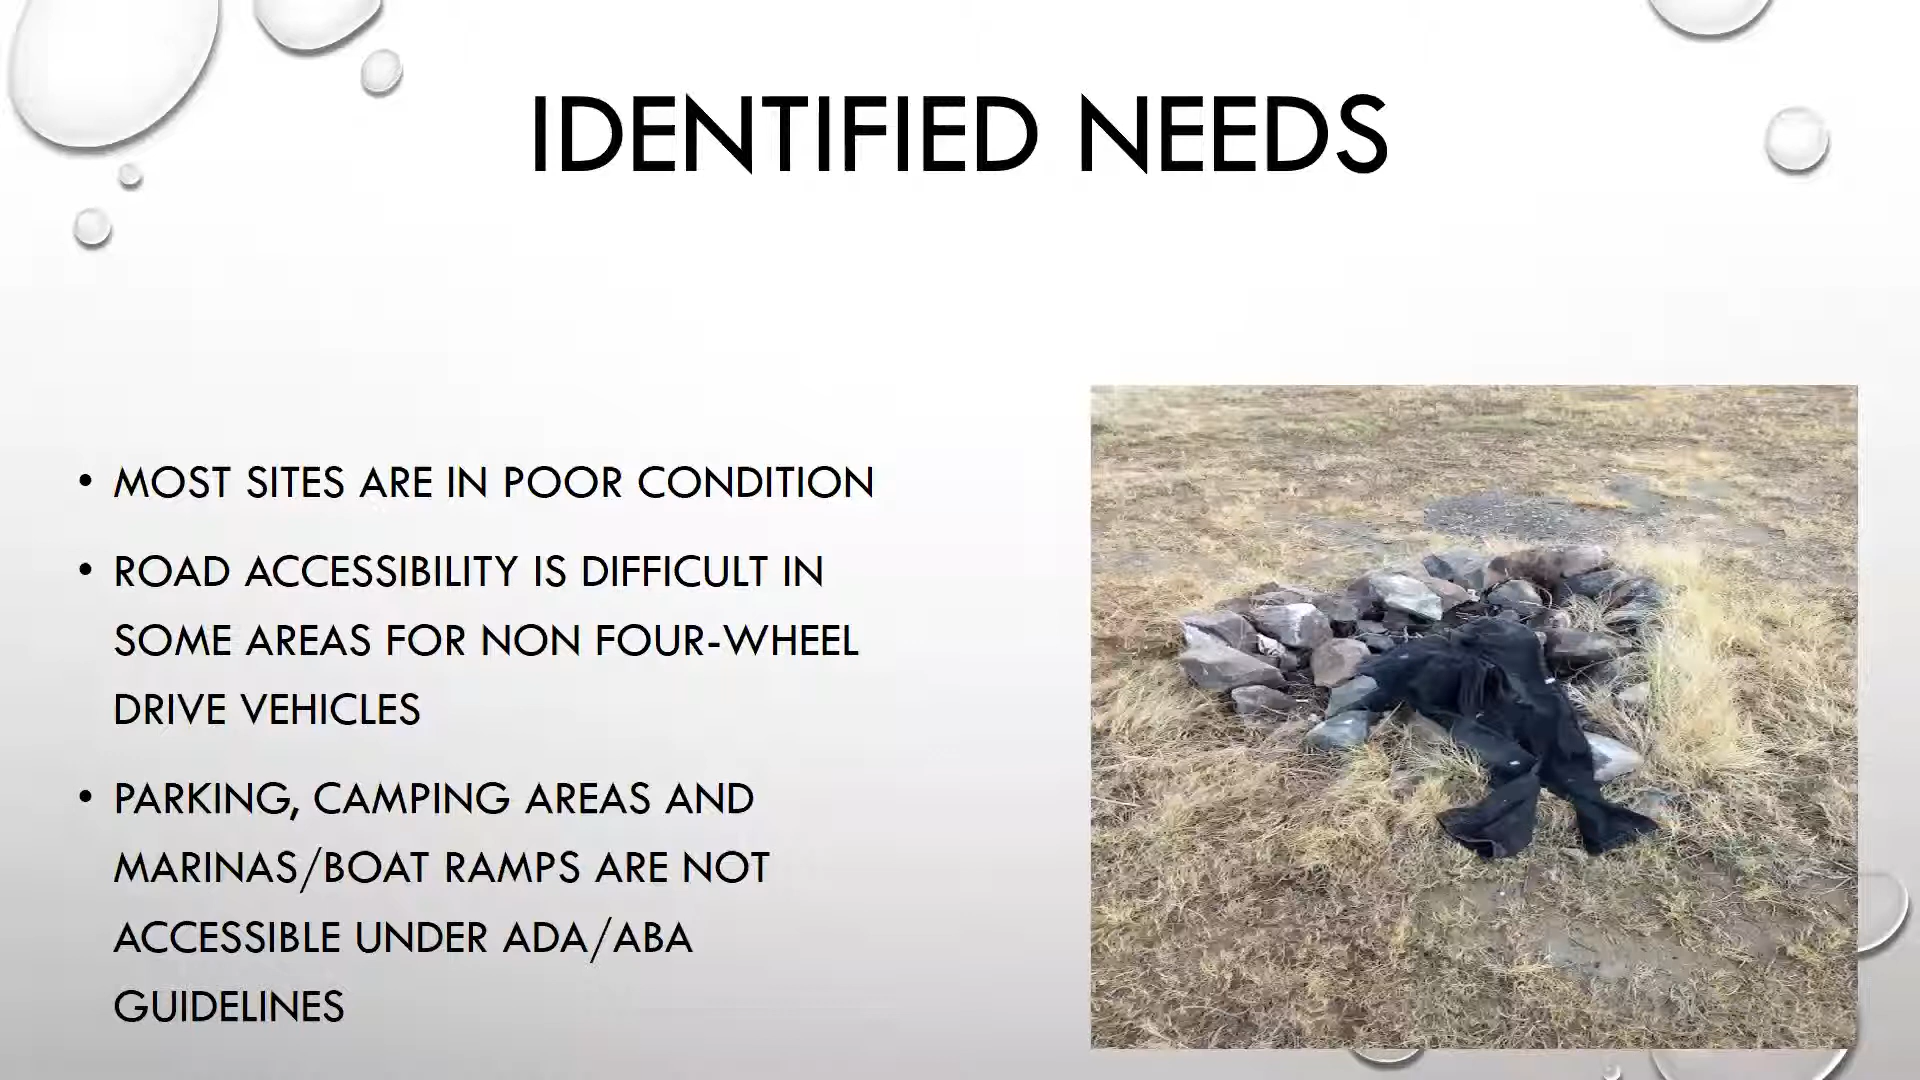 IDENTIFIED NEEDS
• MOST SITES ARE IN POOR CONDITION
• ROAD ACCESSIBILITY IS DIFFICULT IN
SOME AREAS FOR NON FOUR-WHEEL
DRIVE VEHICLES
• PARKING, CAMPING AREAS AND
MARINAS/BOAT RAMPS ARE NOT
ACCESSIBLE UNDER ADA/ABA
GUIDELINES